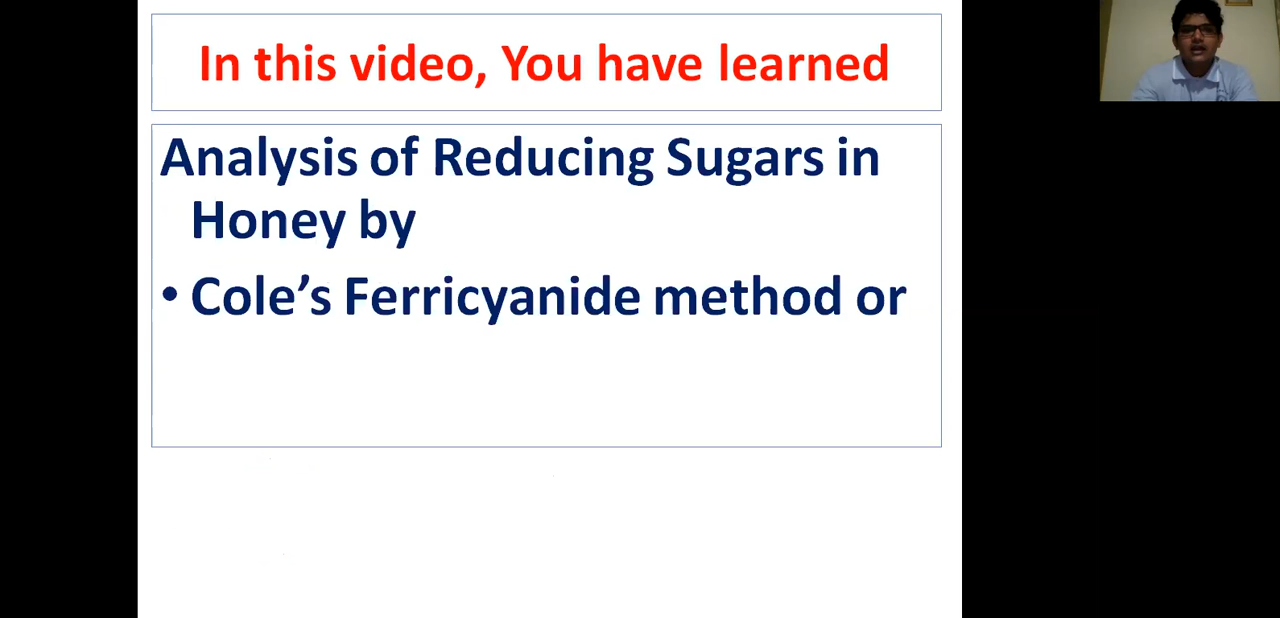 In this video, You have learned
Analysis of Reducing Sugars in
Honey by
• Cole’s Ferricyanide method or